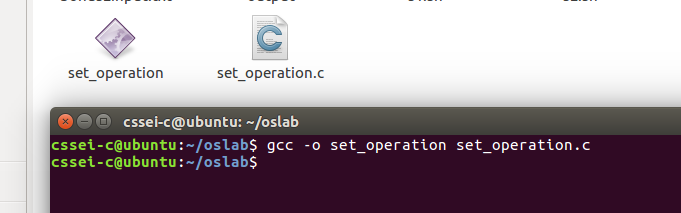 set_operation
set_operation.c
cssei-c@ubuntu: ~/oslab
cssei-c@ubuntu:~/oslab$ gcc -o set_operation set_operation.c
cssei-c@ubuntu:~/oslab$